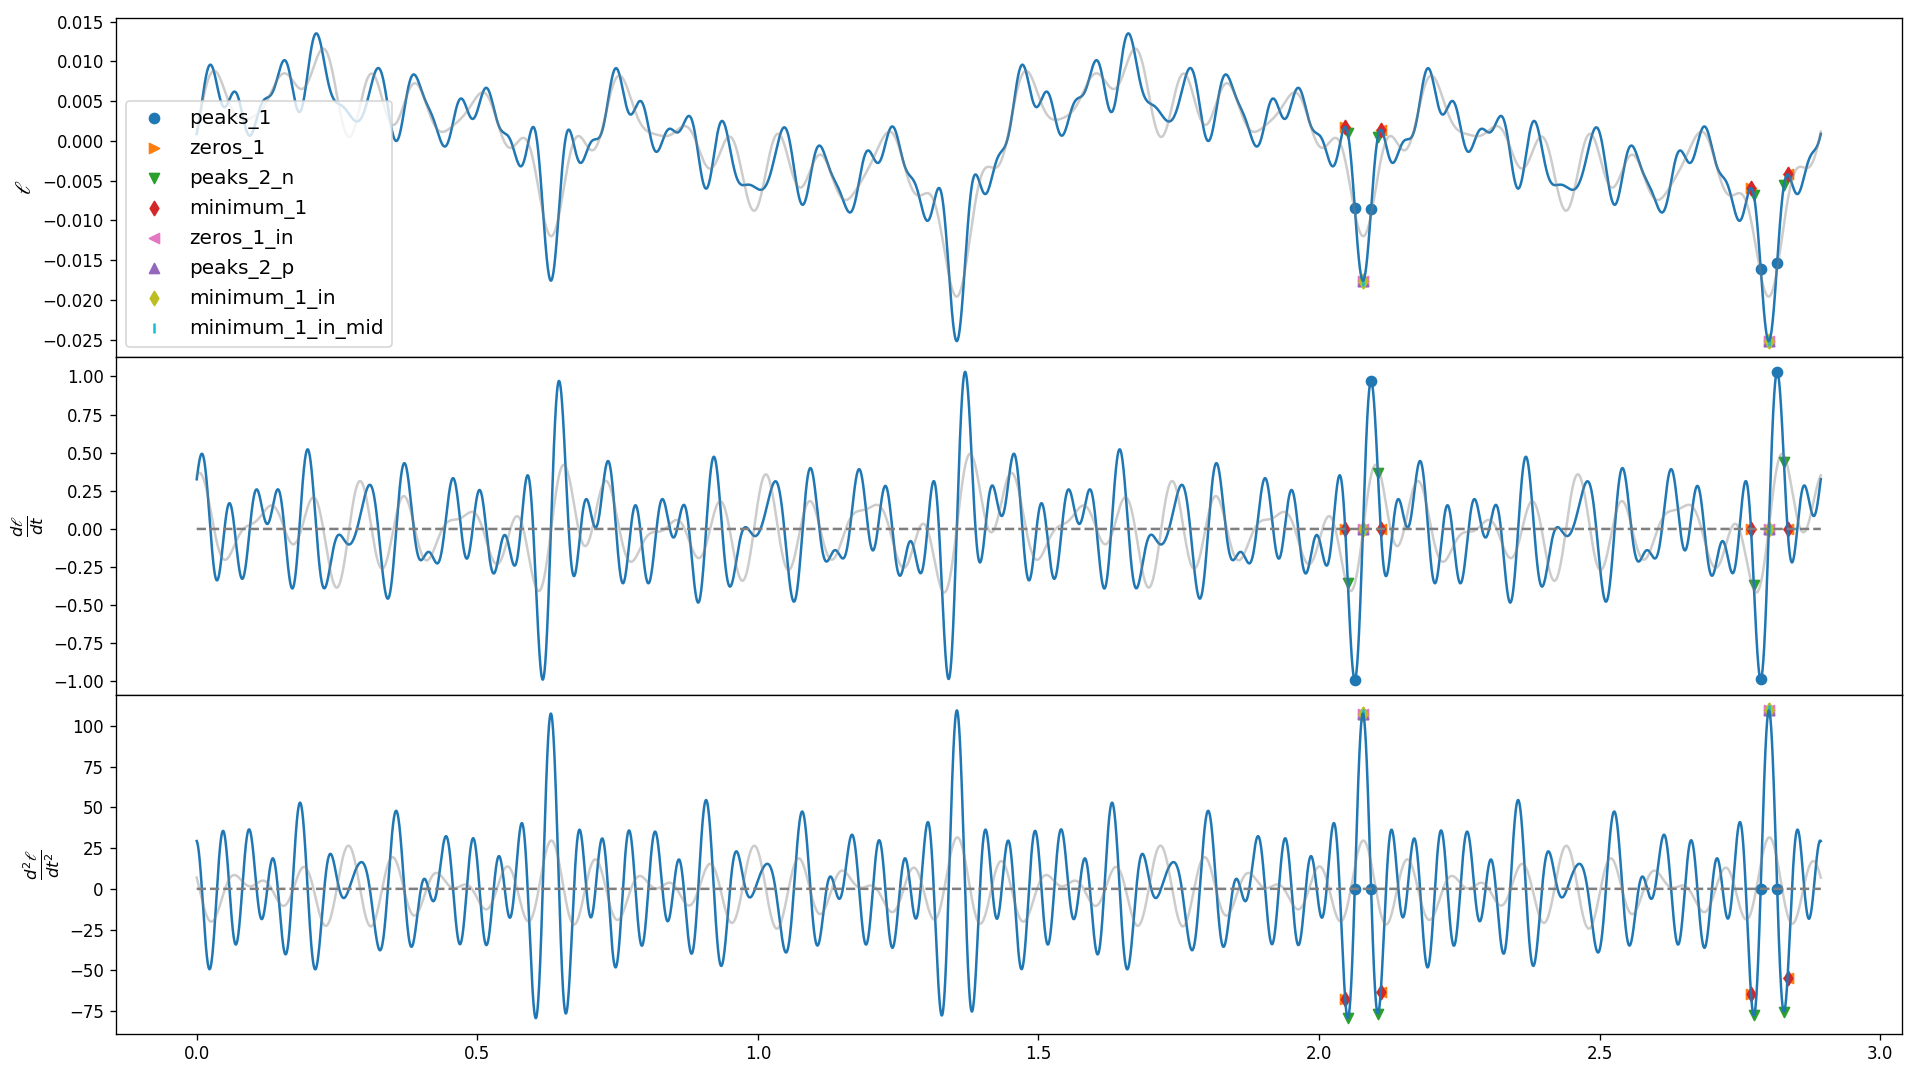 0.015
0.010
0.005
0.000
−0.005
−0.010
−0.015
−0.020
−0.025
ℓ
peaks_1
zeros_1
peaks_2_n
minimum_1
zeros_1_in
peaks_2_p
minimum_1_in
minimum_1_in_mid
1.00
0.75
0.50
0.25
0.00
−0.25
−0.50
−0.75
−1.00
dℓ
dt
100
75
50
25
0
−25
−50
−75
d²ℓ
dt²
0.0 0.5 1.0 1.5 2.0 2.5 3.0